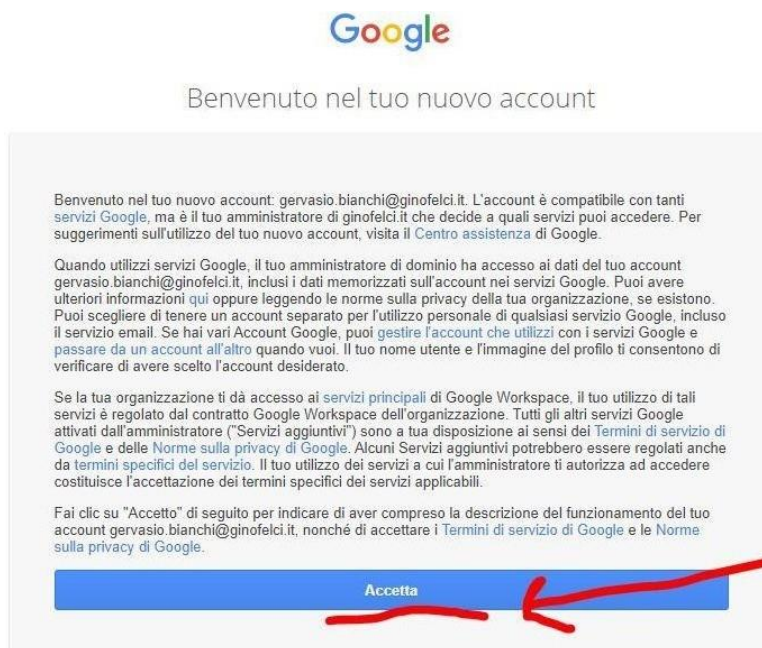 Google
Benvenuto nel tuo nuovo account
Benvenuto nel tuo nuovo account: gervasio.bianchi@ginofelci.it. L'account è compatibile con tanti
servizi Google, ma è il tuo amministratore di ginofelci.it che decide a quali servizi puoi accedere. Per
suggerimenti sull'utilizzo del tuo nuovo account, visita il Centro assistenza di Google.
Quando utilizzi servizi Google, il tuo amministratore di dominio ha accesso ai dati del tuo account
gervasio.bianchi@ginofelci.it, inclusi i dati memorizzati sull'account nei servizi Google. Puoi avere
ulteriori informazioni qui oppure leggendo le norme sulla privacy della tua organizzazione, se esistono.
Puoi scegliere di tenere un account separato per l'utilizzo personale di qualsiasi servizio Google, incluso
il servizio email. Se hai vari Account Google, puoi gestire l'account che utilizzi con i servizi Google e
passare da un account all'altro quando vuoi. Il tuo nome utente e l'immagine del profilo ti consentono di
verificare di avere scelto l'account desiderato.
Se la tua organizzazione ti dà accesso ai servizi principali di Google Workspace, il tuo utilizzo di tali
servizi è regolato dal contratto Google Workspace dell'organizzazione. Tutti gli altri servizi Google
attivati dall'amministratore ("Servizi aggiuntivi") sono a tua disposizione ai sensi dei Termini di servizio di
Google e delle Norme sulla privacy di Google. Alcuni Servizi aggiuntivi potrebbero essere regolati anche
da termini specifici del servizio. Il tuo utilizzo dei servizi a cui l'amministratore ti autorizza ad accedere
costituisce l'accettazione dei termini specifici dei servizi applicabili.
Fai clic su "Accetto" di seguito per indicare di aver compreso la descrizione del funzionamento del tuo
account gervasio.bianchi@ginofelci.it, nonché di accettare i Termini di servizio di Google e le Norme
sulla privacy di Google.
Accetta